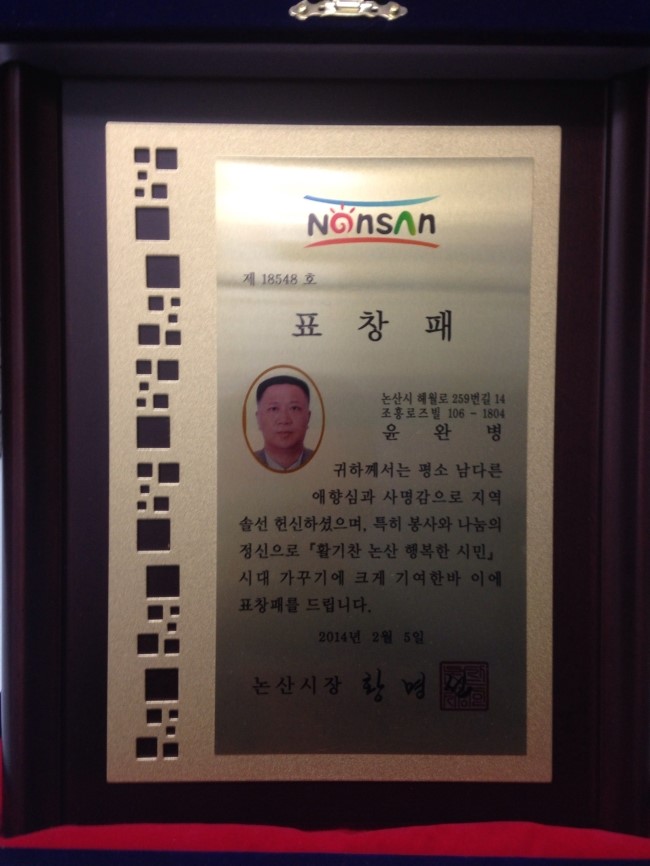 Nonsan
제 18548 호
표 창 패
논산시 해월로 259번길 14
조흥로즈빌 106 - 1804
윤 완 병
귀하께서는 평소 남다른
애향심과 사명감으로 지역
솔선 헌신하셨으며, 특히 봉사와 나눔의
정신으로 『활기찬 논산 행복한 시민』
시대 가꾸기에 크게 기여한바 이에
표창패를 드립니다.
2014년 2월 5일
논산시장 황 명 선